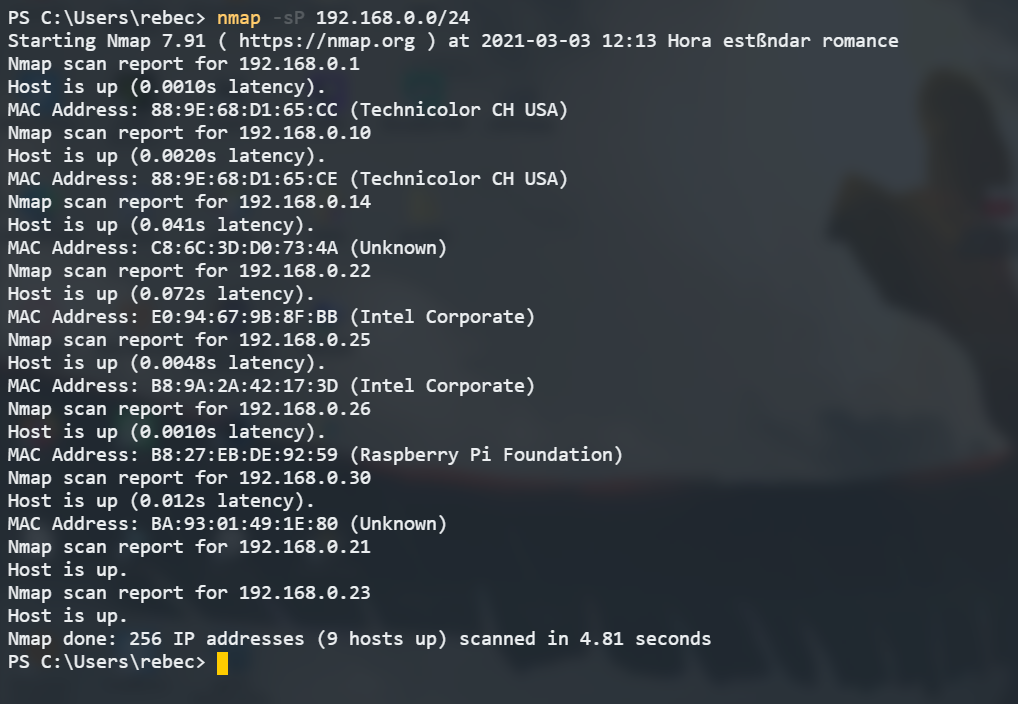 PS C:\Users\rebec> nmap -sP 192.168.0.0/24
Starting Nmap 7.91 ( https://nmap.org ) at 2021-03-03 12:13 Hora estßndar romance
Nmap scan report for 192.168.0.1
Host is up (0.0010s latency).
MAC Address: 88:9E:68:D1:65:CC (Technicolor CH USA)
Nmap scan report for 192.168.0.10
Host is up (0.0020s latency).
MAC Address: 88:9E:68:D1:65:CE (Technicolor CH USA)
Nmap scan report for 192.168.0.14
Host is up (0.041s latency).
MAC Address: C8:6C:3D:D0:73:4A (Unknown)
Nmap scan report for 192.168.0.22
Host is up (0.072s latency).
MAC Address: E0:94:67:9B:8F:BB (Intel Corporate)
Nmap scan report for 192.168.0.25
Host is up (0.0048s latency).
MAC Address: B8:9A:2A:42:17:3D (Intel Corporate)
Nmap scan report for 192.168.0.26
Host is up (0.0010s latency).
MAC Address: B8:27:EB:DE:92:59 (Raspberry Pi Foundation)
Nmap scan report for 192.168.0.30
Host is up (0.012s latency).
MAC Address: BA:93:01:49:1E:80 (Unknown)
Nmap scan report for 192.168.0.21
Host is up.
Nmap scan report for 192.168.0.23
Host is up.
Nmap done: 256 IP addresses (9 hosts up) scanned in 4.81 seconds
PS C:\Users\rebec>